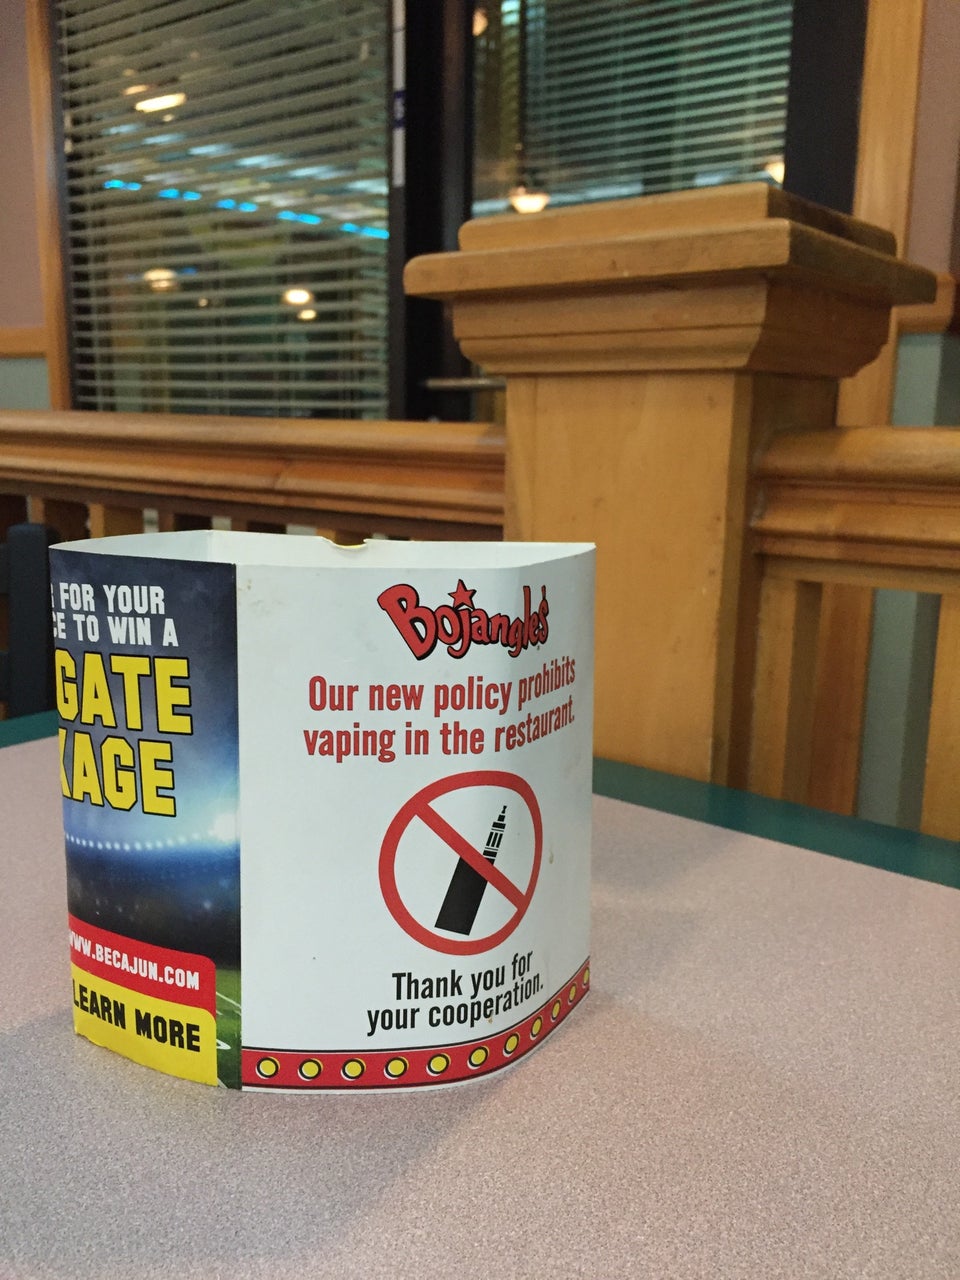 FOR YOUR
TO WIN A
GATE
KAGE
WWW.BECAJUN.COM
LEARN MORE
Bojangles'
Our new policy prohibits
vaping in the restaurant.
Thank you for
your cooperation.